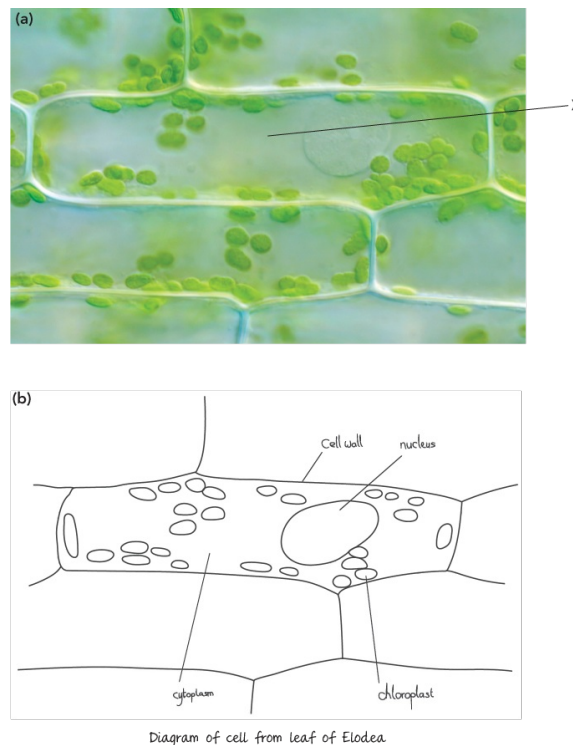 (a)
(b)
Cell wall
nucleus
cytoplasm
chloroplast
Diagram of cell from leaf of Elodea